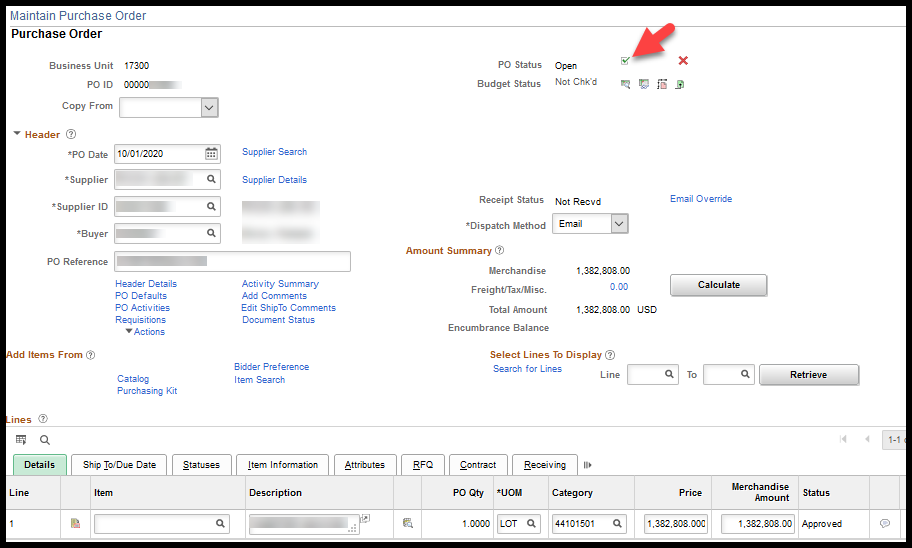 Maintain Purchase Order
Purchase Order
Business Unit 17300 PO Status Open
PO ID 00000 Budget Status Not Chk'd
Copy From
Header
*PO Date 10/01/2020 Supplier Search
*Supplier Supplier Details
*Supplier ID Receipt Status Not Recvd Email Override
*Buyer *Dispatch Method Email
PO Reference Amount Summary
Header Details Activity Summary Merchandise 1,382,808.00 Calculate
PO Defaults Add Comments Freight/Tax/Misc. 0.00
PO Activities Edit ShipTo Comments Total Amount 1,382,808.00 USD
Requisitions Document Status
Actions Encumbrance Balance
Add Items From Select Lines To Display
Bidder Preference Search for Lines
Catalog Item Search Line To Retrieve
Purchasing Kit
Lines
1-1
Details Ship To/Due Date Statuses Item Information Attributes RFQ Contract Receiving
Line Item Description PO Qty *UOM Category Price Merchandise Amount Status
1 1.0000 LOT 44101501 1,382,808.000 1,382,808.00 Approved